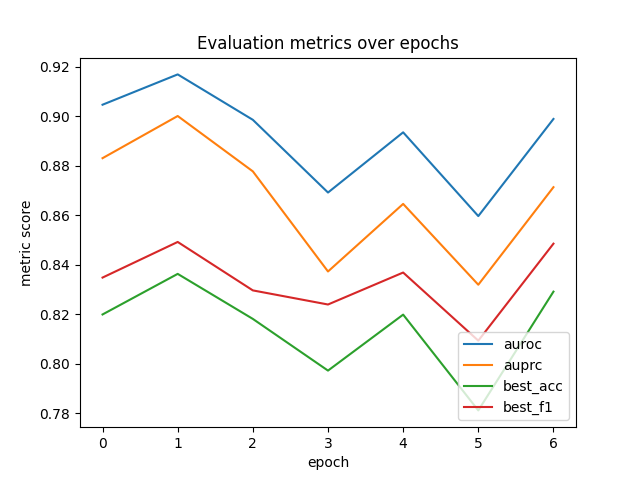 Evaluation metrics over epochs
metric score
0.92
0.90
0.88
0.86
0.84
0.82
0.80
0.78
auroc
auprc
best_acc
best_f1
0 1 2 3 4 5 6
epoch